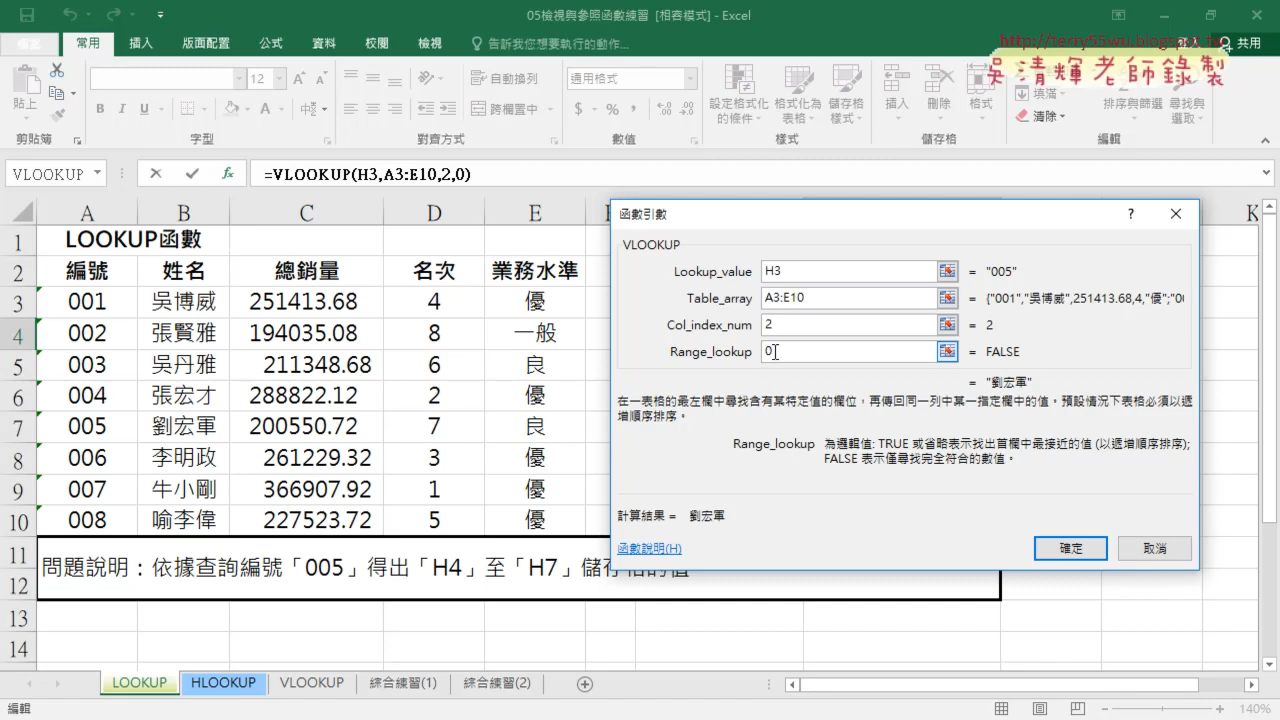 05檢視與參照函數練習 [相容模式] - Excel
http://terry55wu.blogspot.tw
吳清輝老師錄製
檔案 常用 插入 版面配置 公式 資料 校閱 檢視 告訴我您想要執行的動作... 共用
貼上 12 自動換列 跨欄置中 通用格式 設定格式化的條件 格式化為表格 儲存格樣式 插入 刪除 格式 填滿 清除 排序與篩選 尋找與選取
剪貼簿 字型 對齊方式 數值 樣式 儲存格 編輯
VLOOKUP =VLOOKUP(H3,A3:E10,2,0)
A B C D E K
1 LOOKUP函數
2 編號 姓名 總銷量 名次 業務水準
3 001 吳博威 251413.68 4 優
4 002 張賢雅 194035.08 8 一般
5 003 吳丹雅 211348.68 6 良
6 004 張宏才 288822.12 2 優
7 005 劉宏軍 200550.72 7 良
8 006 李明政 261229.32 3 優
9 007 牛小剛 366907.92 1 優
10 008 喻李偉 227523.72 5 優
11
問題說明：依據查詢編號「005」得出「H4」至「H7」儲存格的值
12
13
14
函數引數 ?
VLOOKUP
Lookup_value H3 = "005"
Table_array A3:E10 = {"001","吳博威",251413.68,4,"優";"00
Col_index_num 2 = 2
Range_lookup 0 = FALSE
= "劉宏軍"
在一表格的最左欄中尋找含有某特定值的欄位，再傳回同一列中某一指定欄中的值。預設情況下表格必須以遞
增順序排序。
Range_lookup 為邏輯值: TRUE 或省略表示找出首欄中最接近的值 (以遞增順序排序);
FALSE 表示僅尋找完全符合的數值。
計算結果 = 劉宏軍
函數說明(H) 確定 取消
LOOKUP HLOOKUP VLOOKUP 綜合練習(1) 綜合練習(2)
編輯 140%